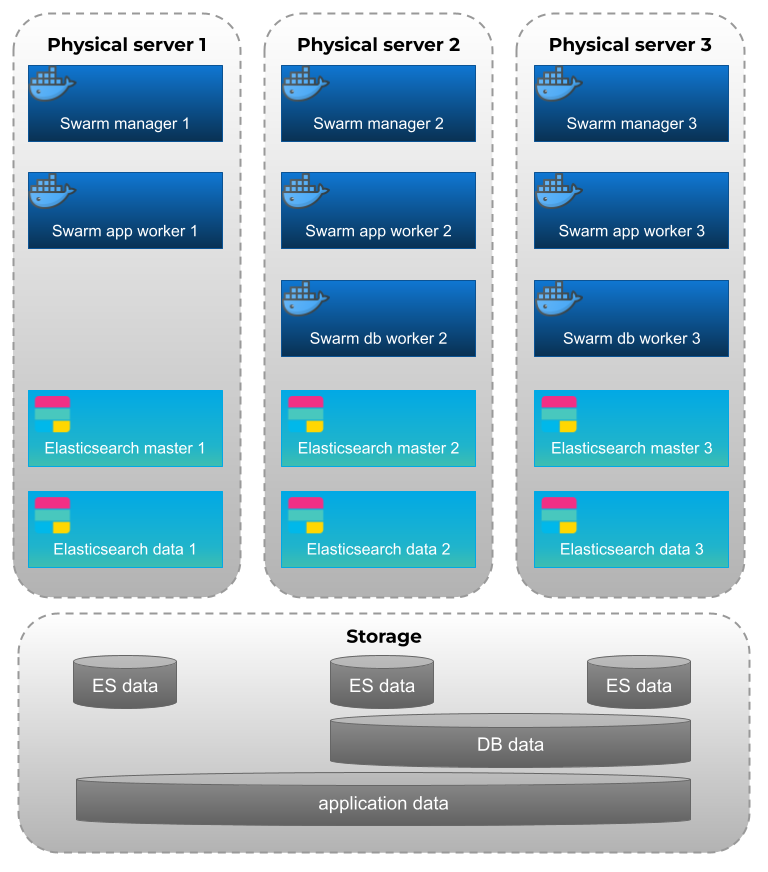 Physical server 1
Swarm manager 1
Swarm app worker 1
Elasticsearch master 1
Elasticsearch data 1
Physical server 2
Swarm manager 2
Swarm app worker 2
Swarm db worker 2
Elasticsearch master 2
Elasticsearch data 2
Physical server 3
Swarm manager 3
Swarm app worker 3
Swarm db worker 3
Elasticsearch master 3
Elasticsearch data 3
Storage
ES data
ES data
ES data
DB data
application data